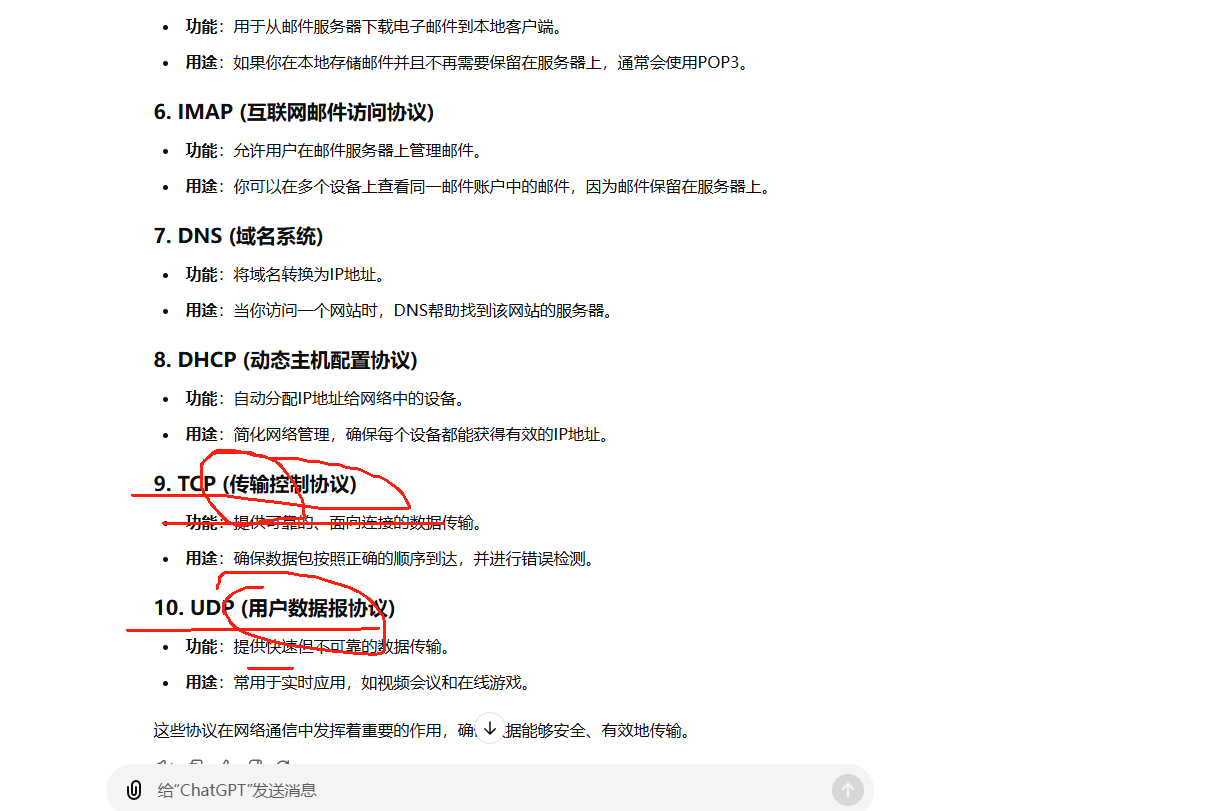 功能：用于从邮件服务器下载电子邮件到本地客户端。
用途：如果你在本地存储邮件并且不再需要保留在服务器上，通常会使用POP3。
6. IMAP (互联网邮件访问协议)
功能：允许用户在邮件服务器上管理邮件。
用途：你可以在多个设备上查看同一邮件账户中的邮件，因为邮件保留在服务器上。
7. DNS (域名系统)
功能：将域名转换为IP地址。
用途：当你访问一个网站时，DNS帮助找到该网站的服务器。
8. DHCP (动态主机配置协议)
功能：自动分配IP地址给网络中的设备。
用途：简化网络管理，确保每个设备都能获得有效的IP地址。
9. TCP (传输控制协议)
功能：提供可靠的、面向连接的数据传输。
用途：确保数据包按照正确的顺序到达，并进行错误检测。
10. UDP (用户数据报协议)
功能：提供快速但不可靠的数据传输。
用途：常用于实时应用，如视频会议和在线游戏。
这些协议在网络通信中发挥着重要的作用，确 据能够安全、有效地传输。
给“ChatGPT”发送消息